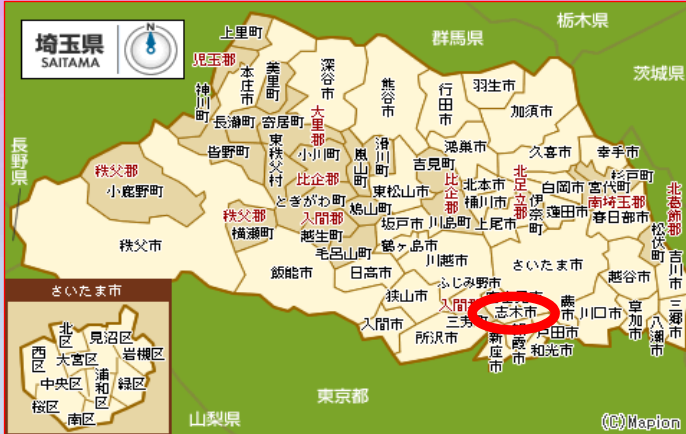 埼玉県
SAITAMA
N
栃木県
群馬県
茨城県
長野県
山梨県
東京都
上里町
児玉郡
本庄市
美里町
神川町
深谷市
熊谷市
行田市
羽生市
加須市
長瀞町
寄居町
大里郡
小川町
嵐山町
滑川町
吉見町
鴻巣市
久喜市
幸手市
皆野町
東秩父村
比企郡
ときがわ町
東松山市
比企郡
北本市
桶川市
北足立郡
伊奈町
白岡市
蓮田市
宮代町
杉戸町
南埼玉郡
春日部市
北葛飾郡
松伏町
秩父郡
小鹿野町
秩父市
秩父郡
横瀬町
入間郡
越生町
毛呂山町
鳩山町
坂戸市
川島町
上尾市
鶴ヶ島市
川越市
さいたま市
飯能市
日高市
狭山市
入間市
所沢市
ふじみ野市
志木市
新座市
和光市
戸田市
蕨市
川口市
草加市
越谷市
八潮市
三郷市
吉川市
さいたま市
北区
見沼区
岩槻区
西区
大宮区
中央区
浦和区
緑区
桜区
南区
(C)Mapion